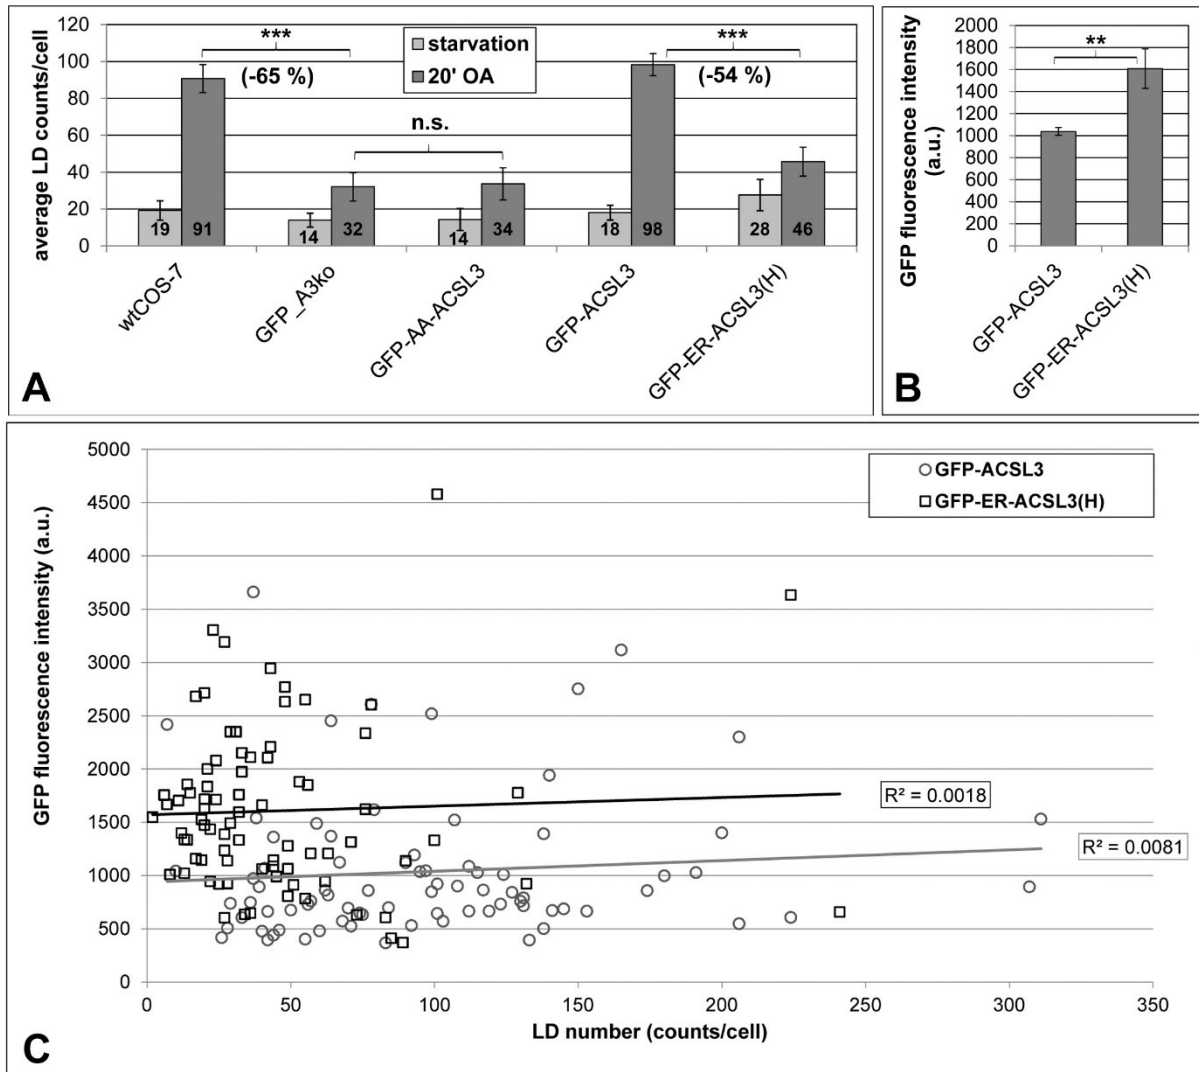 120
100
80
60
40
20
0
average LD counts/cell
***
(-65 %)
starvation
20' OA
***
(-54 %)
n.s.
19
91
14
32
14
34
18
98
28
46
wtCOS-7
GFP_A3ko
GFP-AA-ACSL3
GFP-ACSL3
GFP-ER-ACSL3(H)
A
B
GFP fluorescence intensity
(a.u.)
2000
1800
1600
1400
1200
1000
800
600
400
200
0
**
GFP-ACSL3
GFP-ER-ACSL3(H)
5000
4500
4000
3500
3000
2500
2000
1500
1000
500
0
GFP fluorescence intensity (a.u.)
GFP-ACSL3
GFP-ER-ACSL3(H)
R² = 0.0018
R² = 0.0081
0
50
100
150
200
250
300
350
LD number (counts/cell)
C